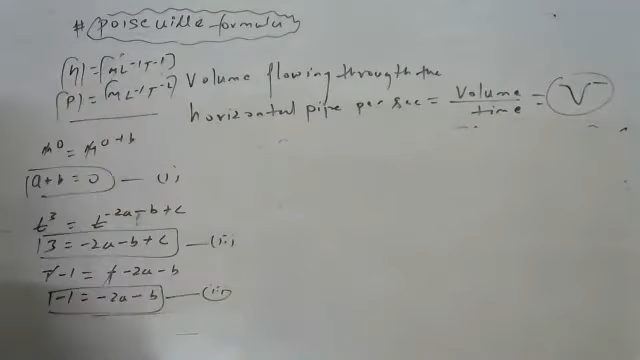 # Poiseuille formula
[η] = [ML⁻¹T⁻¹]
[P] = [ML⁻¹T⁻²]
Volume flowing through the
horizontal pipe per sec = Volume / time = V
M⁰ = M^a+b
a+b = 0 — (i)
L³ = L^-2a-b+c
3 = -2a-b+c — (ii)
T-1 = T-2a-b
-1 = -2a-b — (iii)